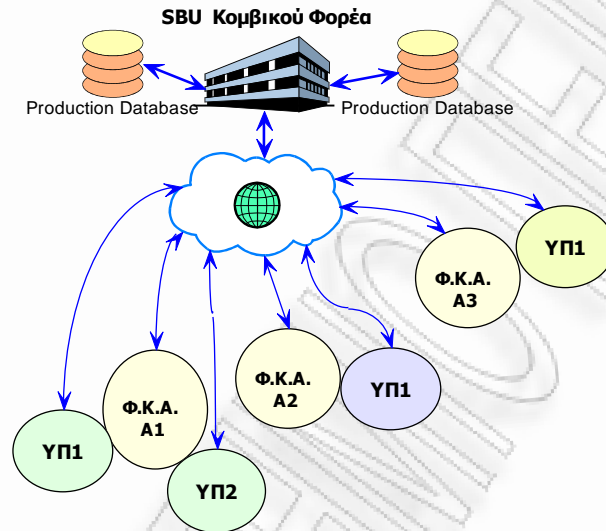 SBU Κομβικού Φορέα
Production Database
Production Database
ΥΠ1
Φ.Κ.Α.
Α3
Φ.Κ.Α.
Α2
ΥΠ1
Φ.Κ.Α.
Α1
ΥΠ1
ΥΠ2